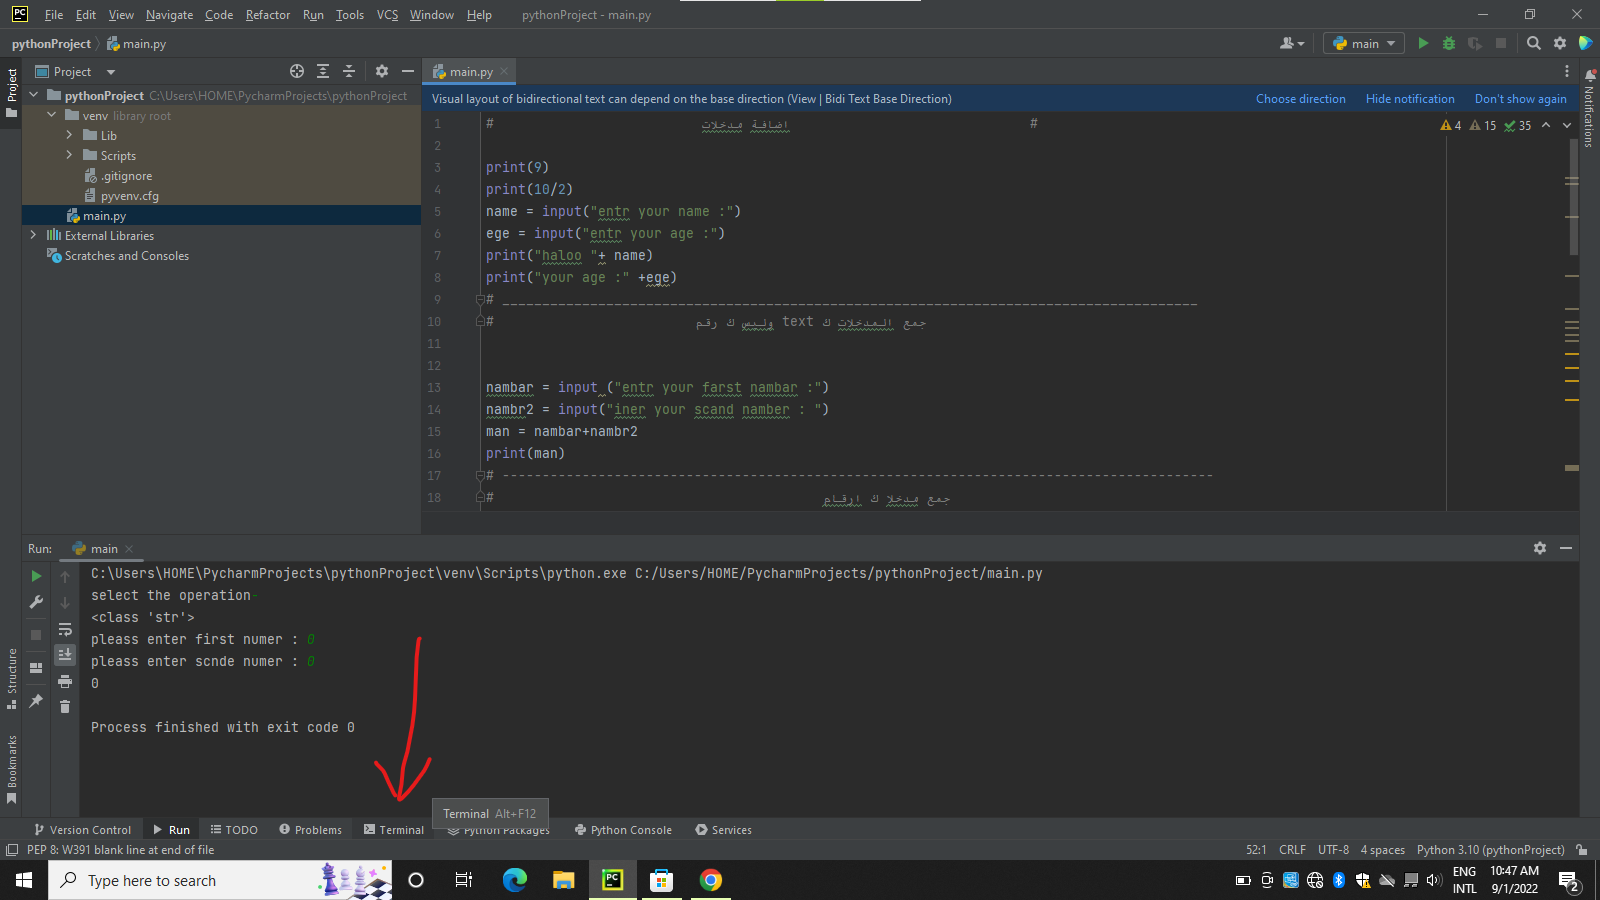 PC File Edit View Navigate Code Refactor Run Tools VCS Window Help pythonProject - main.py
pythonProject main.py main
Project
Project
main.py
Notifications
pythonProject C:\Users\HOME\PycharmProjects\pythonProject
venv library root
Lib
Scripts
.gitignore
pyvenv.cfg
main.py
External Libraries
Scratches and Consoles
Visual layout of bidirectional text can depend on the base direction (View | Bidi Text Base Direction) Choose direction Hide notification Don't show again
4 15 35
1 # اضافة مدخلات #
2
3 print(9)
4 print(10/2)
5 name = input("entr your name :")
6 ege = input("entr your age :")
7 print("haloo "+ name)
8 print("your age :" +ege)
9 # _______________________________________________________________________________________
10 # جمع المدخلات ك text وليس ك رقم
11
12
13 nambar = input ("entr your farst nambar :")
14 nambr2 = input("iner your scand namber : ")
15 man = nambar+nambr2
16 print(man)
17 # -----------------------------------------------------------------------------------------
18 # جمع مدخلا ك ارقام
Run: main
C:\Users\HOME\PycharmProjects\pythonProject\venv\Scripts\python.exe C:/Users/HOME/PycharmProjects/pythonProject/main.py
select the operation-
<class 'str'>
pleass enter first numer : 0
pleass enter scnde numer : 0
0
Process finished with exit code 0
Structure
Bookmarks
Terminal Alt+F12
Version Control Run TODO Problems Terminal Python Packages Python Console Services
PEP 8: W391 blank line at end of file 52:1 CRLF UTF-8 4 spaces Python 3.10 (pythonProject)
Type here to search PC ENG 10:47 AM
INTL 9/1/2022 2